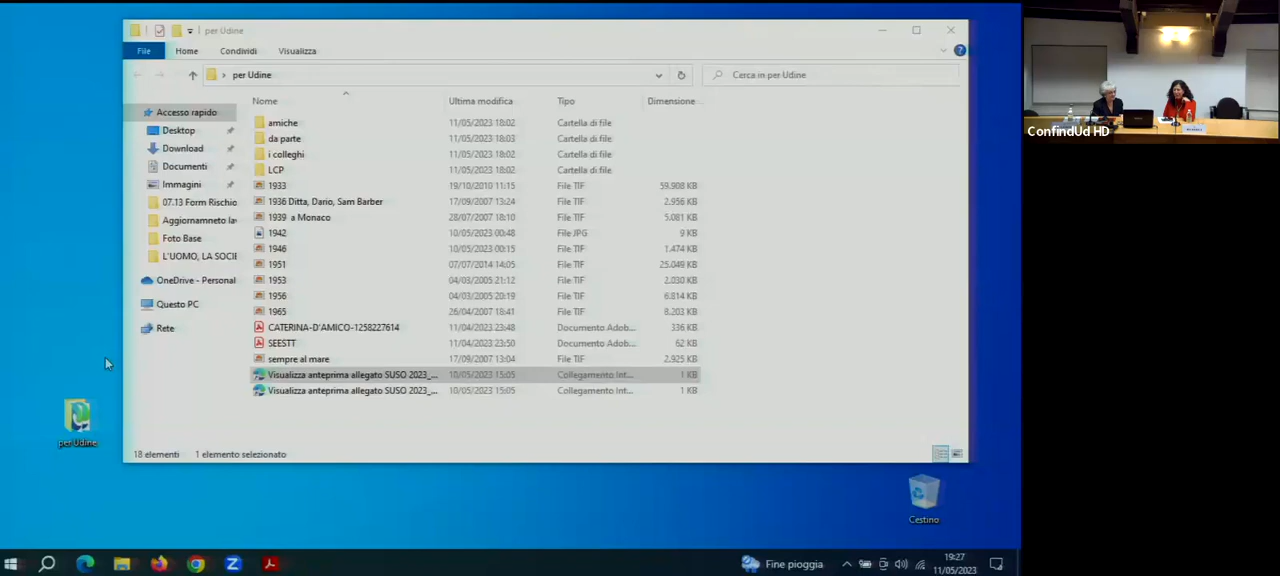 per Udine
File Home Condividi Visualizza
per Udine Cerca in per Udine
Nome Ultima modifica Tipo Dimensione
Accesso rapido
Desktop
Download
Documenti
Immagini
07.13 Form Rischio
Aggiornamneto la
Foto Base
L'UOMO, LA SOCIE
OneDrive - Personal
Questo PC
Rete
amiche 11/05/2023 18:02 Cartella di file
da parte 11/05/2023 18:03 Cartella di file
i colleghi 11/05/2023 18:02 Cartella di file
LCP 11/05/2023 18:02 Cartella di file
1933 19/10/2010 11:15 File TIF 59.908 KB
1936 Ditta, Dario, Sam Barber 17/09/2007 13:24 File TIF 2.956 KB
1939 a Monaco 28/07/2007 18:10 File TIF 5.081 KB
1942 10/05/2023 00:48 File JPG 9 KB
1946 10/05/2023 00:15 File TIF 1.474 KB
1951 07/07/2014 14:05 File TIF 25.049 KB
1953 04/03/2005 21:12 File TIF 2.030 KB
1956 04/03/2005 20:19 File TIF 6.814 KB
1965 26/04/2007 18:41 File TIF 8.203 KB
CATERINA-D'AMICO-1258227614 11/04/2023 23:48 Documento Adob... 336 KB
SEESTT 11/04/2023 23:50 Documento Adob... 62 KB
sempre al mare 17/09/2007 13:04 File TIF 2.925 KB
Visualizza anteprima allegato SUSO 2023_... 10/05/2023 15:05 Collegamento Int... 1 KB
Visualizza anteprima allegato SUSO 2023_... 10/05/2023 15:05 Collegamento Int... 1 KB
18 elementi 1 elemento selezionato
per Udine
Cestino
Fine pioggia
19:27
11/05/2023
ConfindUd HD